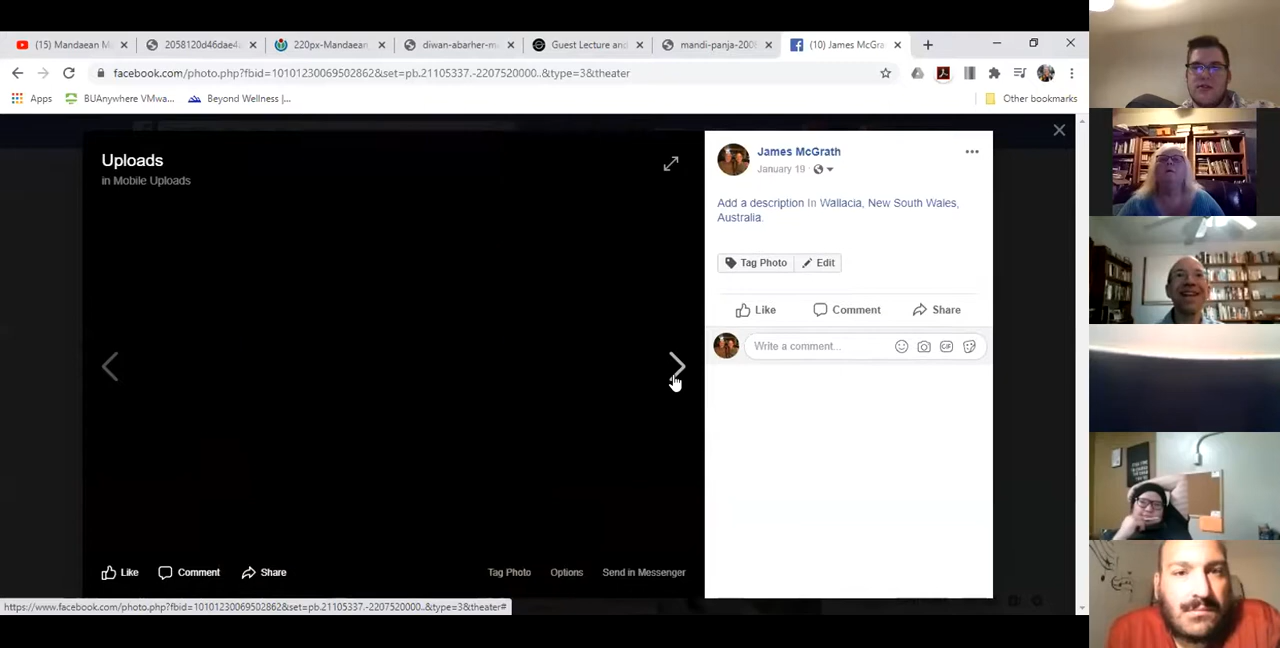 (15) Mandaean M
2058120d46dae4a
220px-Mandaean
diwan-abarher-m
Guest Lecture and
mandi-panja-200
(10) James McGra
facebook.com/photo.php?fbid=10101230069502862&set=pb.21105337.-2207520000..&type=3&theater
Apps
BUAnywhere VMwa...
Beyond Wellness |...
Other bookmarks
Uploads
in Mobile Uploads
James McGrath
January 19
Add a description In Wallacia, New South Wales,
Australia.
Tag Photo
Edit
Like
Comment
Share
Write a comment...
GIF
Like
Comment
Share
Tag Photo
Options
Send in Messenger
https://www.facebook.com/photo.php?fbid=10101230069502862&set=pb.21105337.-2207520000..&type=3&theater#